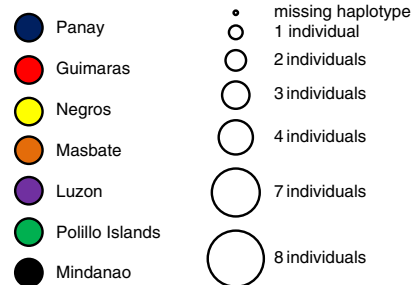 Panay
Guimaras
Negros
Masbate
Luzon
Polillo Islands
Mindanao
missing haplotype
1 individual
2 individuals
3 individuals
4 individuals
7 individuals
8 individuals